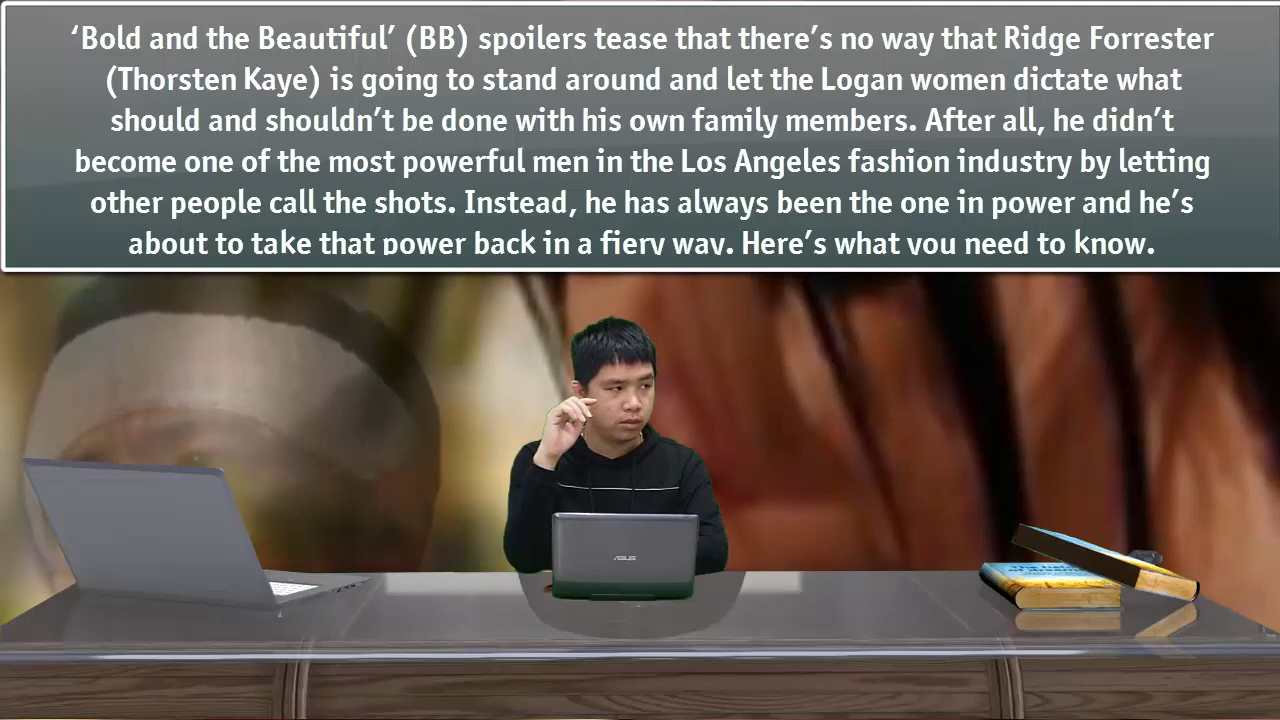 ‘Bold and the Beautiful’ (BB) spoilers tease that there’s no way that Ridge Forrester
(Thorsten Kaye) is going to stand around and let the Logan women dictate what
should and shouldn’t be done with his own family members. After all, he didn’t
become one of the most powerful men in the Los Angeles fashion industry by letting
other people call the shots. Instead, he has always been the one in power and he’s
about to take that power back in a fiery way. Here’s what you need to know.
ASUS